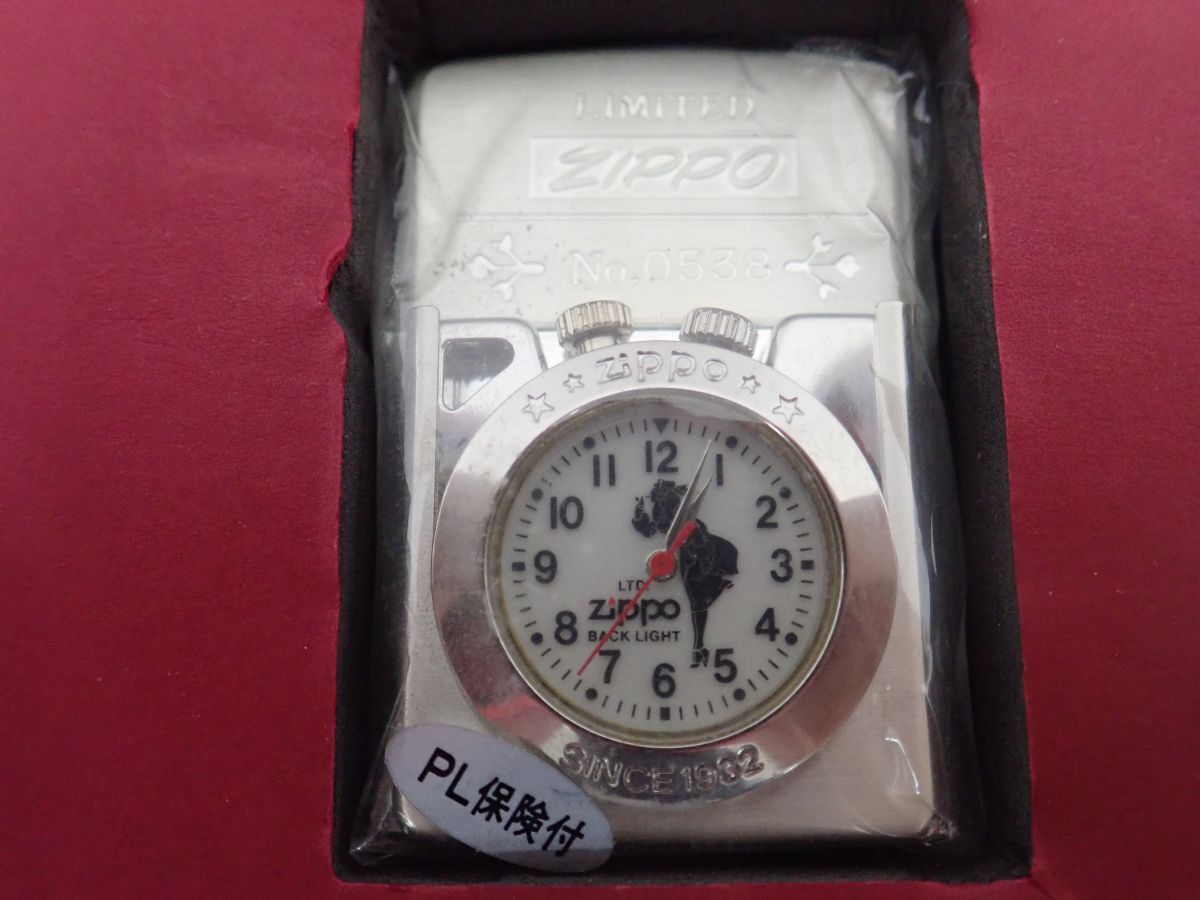 LIMITED
ZIPPO
No.0538
zippo
12
1
2
3
4
5
6
7
8
9
10
11
LTD.
zippo
BACK LIGHT
SINCE 1932
PL保険付